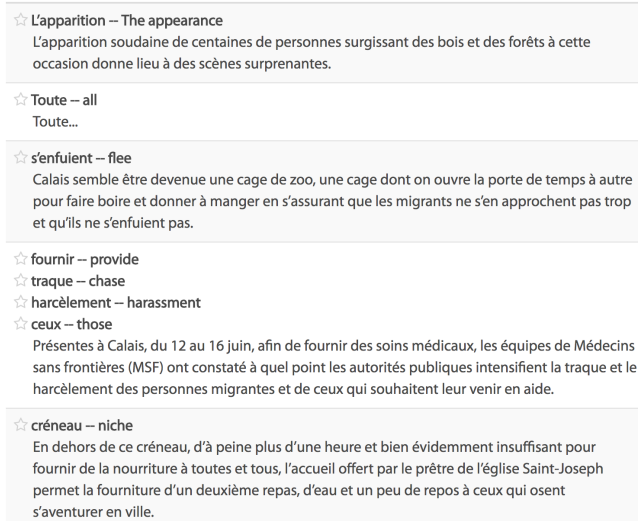 L'apparition -- The appearance
L'apparition soudaine de centaines de personnes surgissant des bois et des forêts à cette
occasion donne lieu à des scènes surprenantes.
Toute -- all
Toute...
s'enfuient -- flee
Calais semble être devenue une cage de zoo, une cage dont on ouvre la porte de temps à autre
pour faire boire et donner à manger en s'assurant que les migrants ne s'en approchent pas trop
et qu'ils ne s'enfuient pas.
fournir -- provide
traque -- chase
harcèlement -- harassment
ceux -- those
Présentes à Calais, du 12 au 16 juin, afin de fournir des soins médicaux, les équipes de Médecins
sans frontières (MSF) ont constaté à quel point les autorités publiques intensifient la traque et le
harcèlement des personnes migrantes et de ceux qui souhaitent leur venir en aide.
créneau -- niche
En dehors de ce créneau, d'à peine plus d'une heure et bien évidemment insuffisant pour
fournir de la nourriture à toutes et tous, l'accueil offert par le prêtre de l'église Saint-Joseph
permet la fourniture d'un deuxième repas, d'eau et un peu de repos à ceux qui osent
s'aventurer en ville.